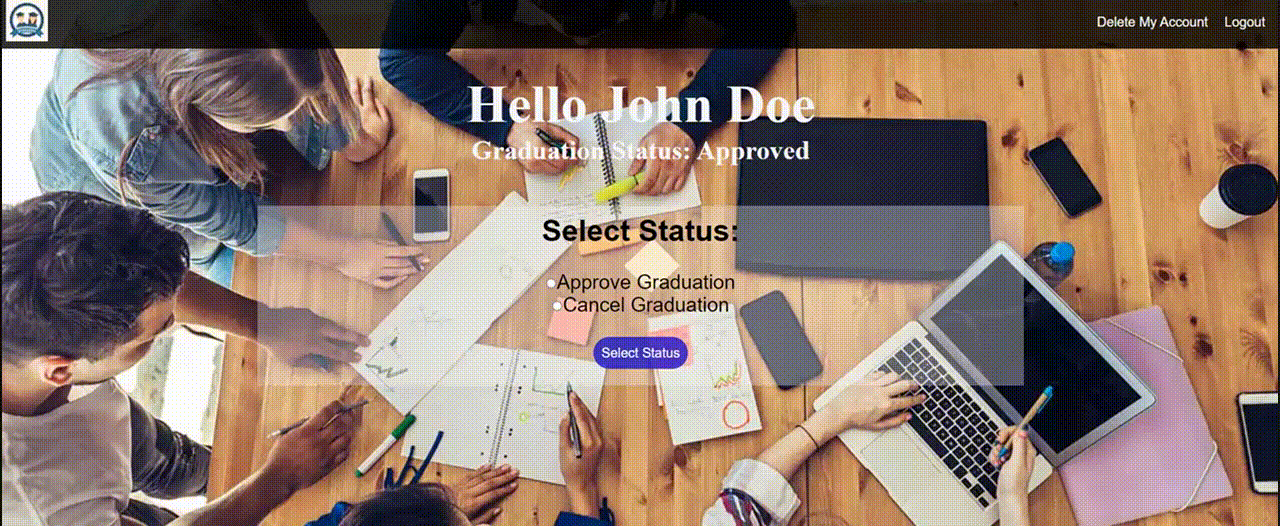 Delete My Account Logout
Hello John Doe
Graduation Status: Approved
Select Status:
Approve Graduation
Cancel Graduation
Select Status